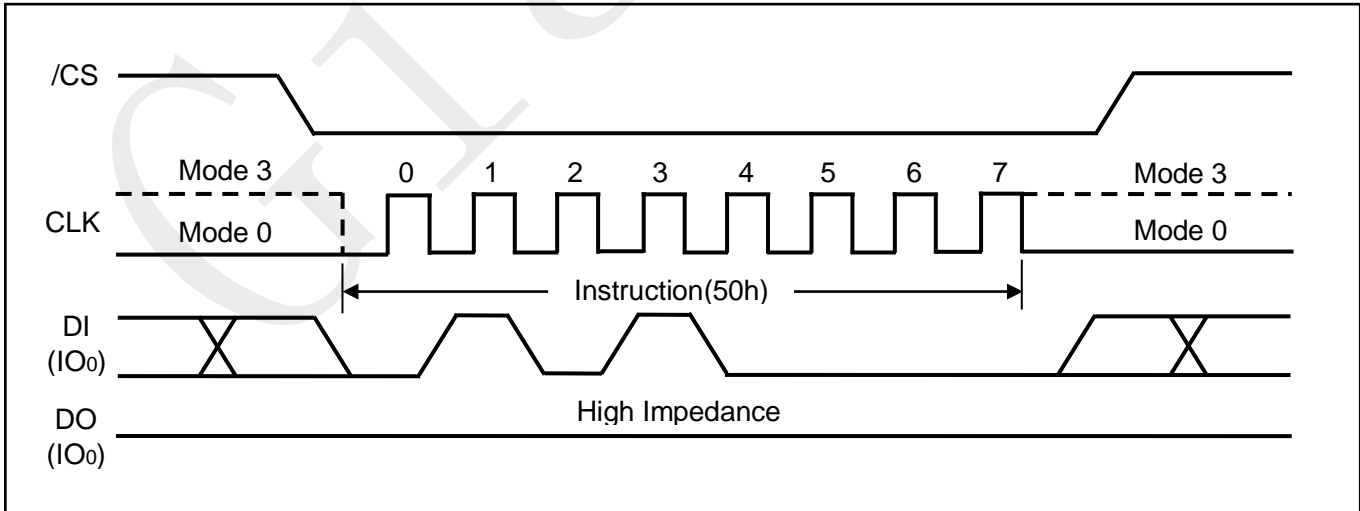 /CS
Mode 3 0 1 2 3 4 5 6 7 Mode 3
CLK
Mode 0 Mode 0
Instruction(50h)
DI
(IO0)
High Impedance
DO
(IO0)